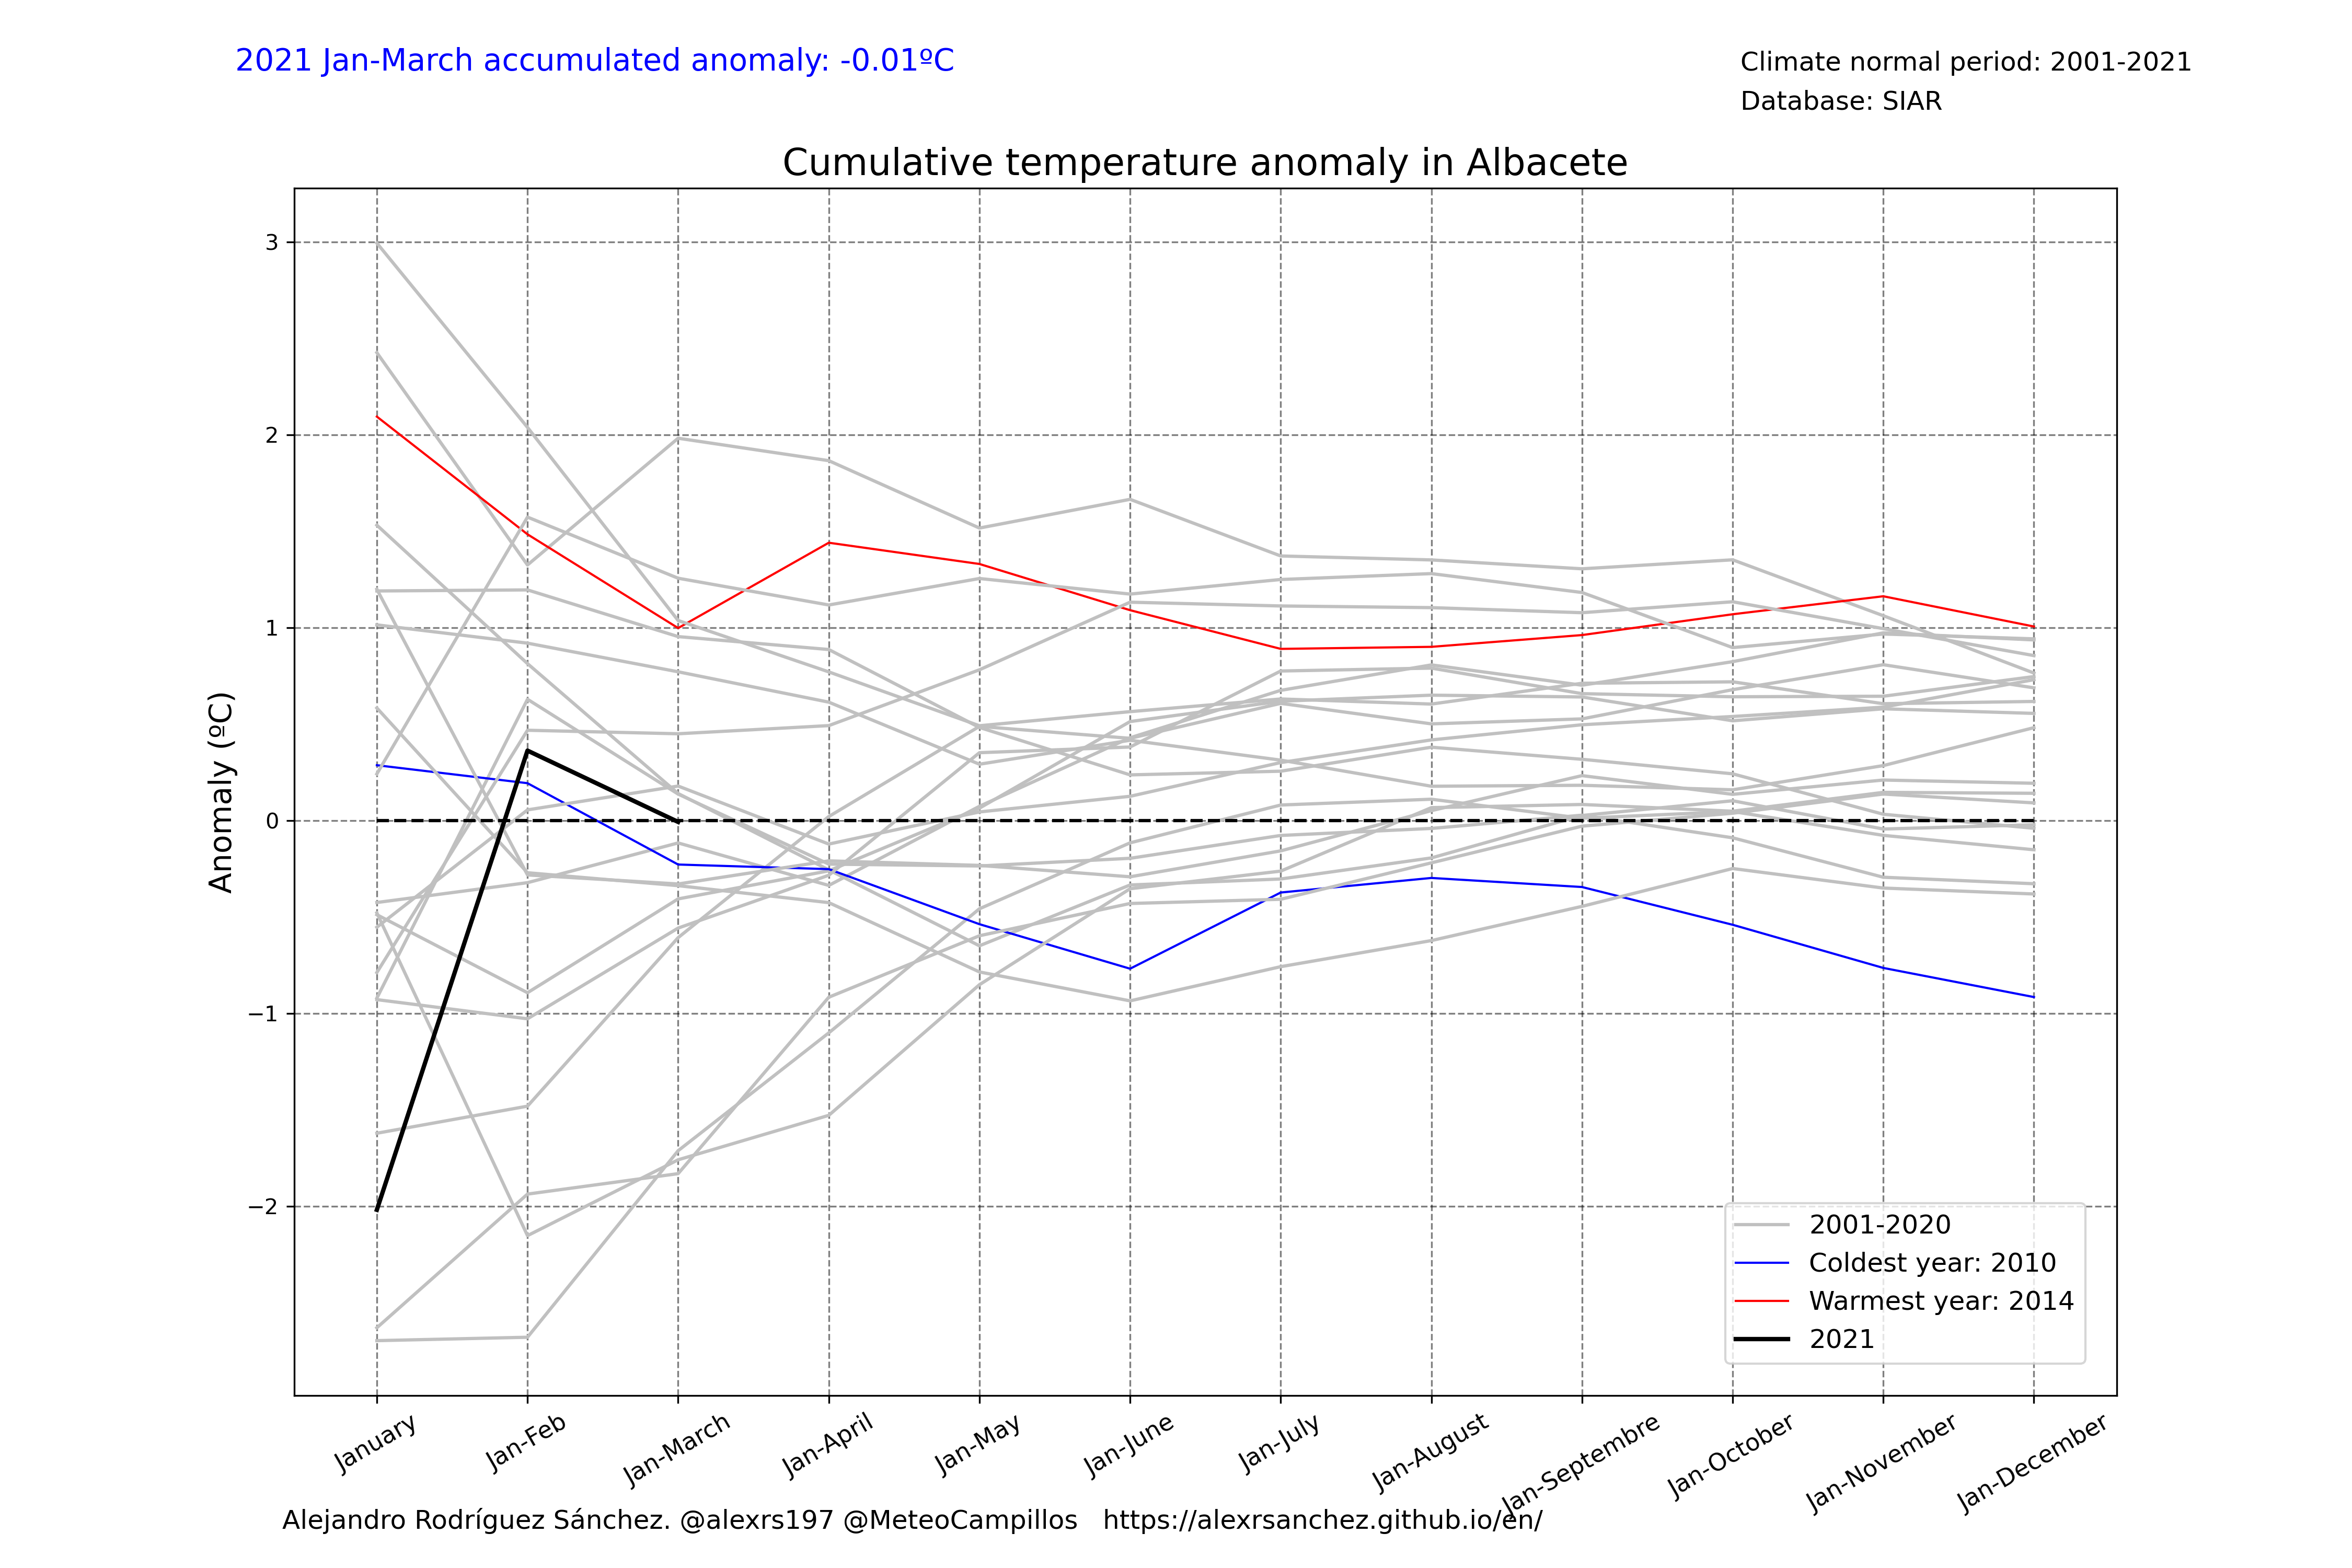 2021 Jan-March accumulated anomaly: -0.01ºC
Climate normal period: 2001-2021
Database: SIAR
Cumulative temperature anomaly in Albacete
Anomaly (ºC)
3
2
1
0
−1
−2
2001-2020
Coldest year: 2010
Warmest year: 2014
2021
January
Jan-Feb
Jan-March
Jan-April
Jan-May
Jan-June
Jan-July
Jan-August
Jan-Septembre
Jan-October
Jan-November
Jan-December
Alejandro Rodríguez Sánchez. @alexrs197 @MeteoCampillos   https://alexrsanchez.github.io/en/